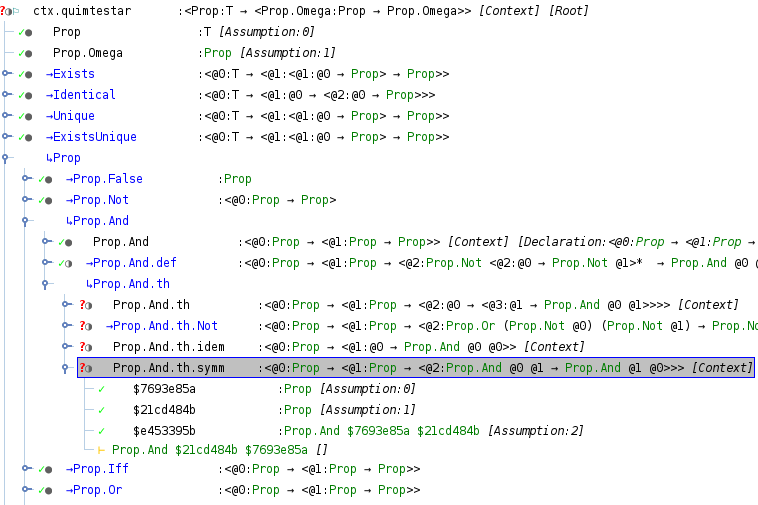 ?ctx.quimtestar :<Prop:T → <Prop.Omega:Prop → Prop.Omega>> [Context] [Root]
✓● Prop :T [Assumption:0]
✓● Prop.Omega :Prop [Assumption:1]
✓● →Exists :<@0:T → <@1:<@1:@0 → Prop> → Prop>>
✓● →Identical :<@0:T → <@1:@0 → <@2:@0 → Prop>>>
✓● →Unique :<@0:T → <@1:<@1:@0 → Prop> → Prop>>
✓● →ExistsUnique :<@0:T → <@1:<@1:@0 → Prop> → Prop>>
↳Prop
✓● →Prop.False :Prop
✓● →Prop.Not :<@0:Prop → Prop>
↳Prop.And
✓● Prop.And :<@0:Prop → <@1:Prop → Prop>> [Context] [Declaration:<@0:Prop → <@1:Prop →
✓◑ →Prop.And.def :<@0:Prop → <@1:Prop → <@2:Prop.Not <@2:@0 → Prop.Not @1>* → Prop.And @0 @
↳Prop.And.th
?◑ Prop.And.th :<@0:Prop → <@1:Prop → <@2:@0 → <@3:@1 → Prop.And @0 @1>>>> [Context]
?◑ →Prop.And.th.Not :<@0:Prop → <@1:Prop → <@2:Prop.Or (Prop.Not @0) (Prop.Not @1) → Prop.No
?◑ Prop.And.th.idem :<@0:Prop → <@1:@0 → Prop.And @0 @0>> [Context]
?◑ Prop.And.th.symm :<@0:Prop → <@1:Prop → <@2:Prop.And @0 @1 → Prop.And @1 @0>>> [Context]
✓ $7693e85a :Prop [Assumption:0]
✓ $21cd484b :Prop [Assumption:1]
✓ $e453395b :Prop.And $7693e85a $21cd484b [Assumption:2]
⊢ Prop.And $21cd484b $7693e85a []
✓● →Prop.Iff :<@0:Prop → <@1:Prop → Prop>>
✓● →Prop.Or :<@0:Prop → <@1:Prop → Prop>>